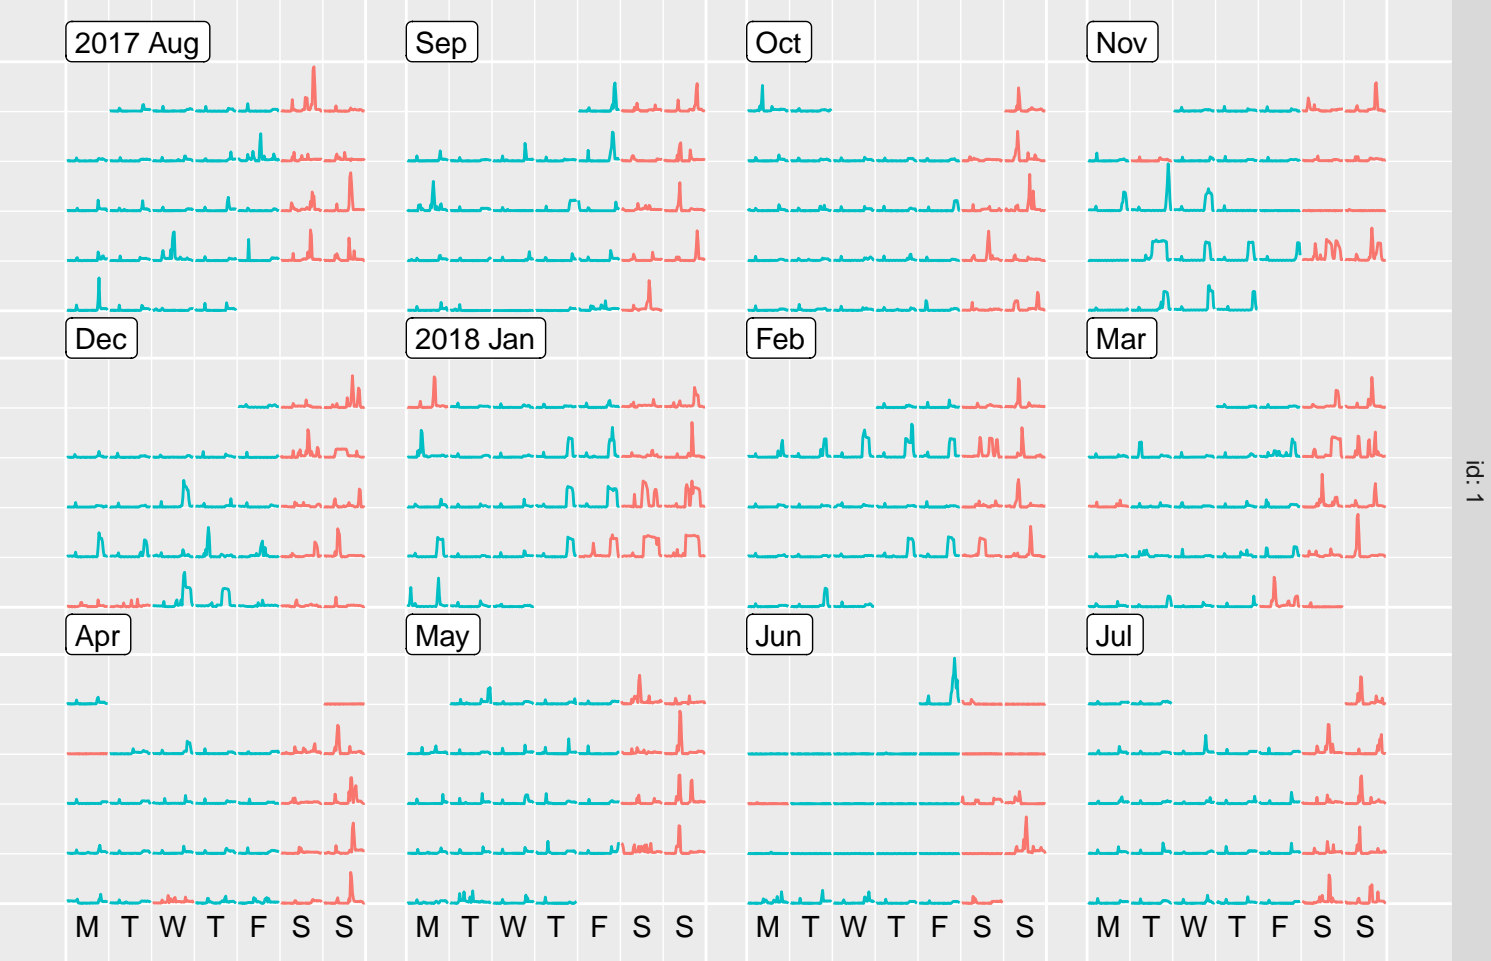 2017 Aug Sep Oct Nov
Dec 2018 Jan Feb Mar
Apr May Jun Jul
M T W T F S S M T W T F S S M T W T F S S M T W T F S S
id: 1